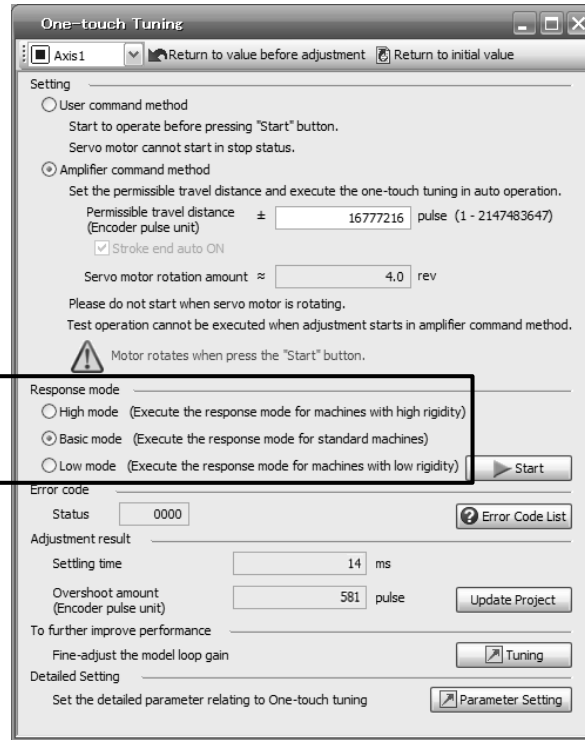 One-touch Tuning
Axis1 Return to value before adjustment Return to initial value
Setting
User command method
Start to operate before pressing "Start" button.
Servo motor cannot start in stop status.
Amplifier command method
Set the permissible travel distance and execute the one-touch tuning in auto operation.
Permissible travel distance ± 16777216 pulse (1 - 2147483647)
(Encoder pulse unit)
Stroke end auto ON
Servo motor rotation amount ≈ 4.0 rev
Please do not start when servo motor is rotating.
Test operation cannot be executed when adjustment starts in amplifier command method.
Motor rotates when press the "Start" button.
Response mode
High mode (Execute the response mode for machines with high rigidity)
Basic mode (Execute the response mode for standard machines)
Low mode (Execute the response mode for machines with low rigidity) Start
Error code
Status 0000 Error Code List
Adjustment result
Settling time 14 ms
Overshoot amount 581 pulse Update Project
(Encoder pulse unit)
To further improve performance
Fine-adjust the model loop gain Tuning
Detailed Setting
Set the detailed parameter relating to One-touch tuning Parameter Setting